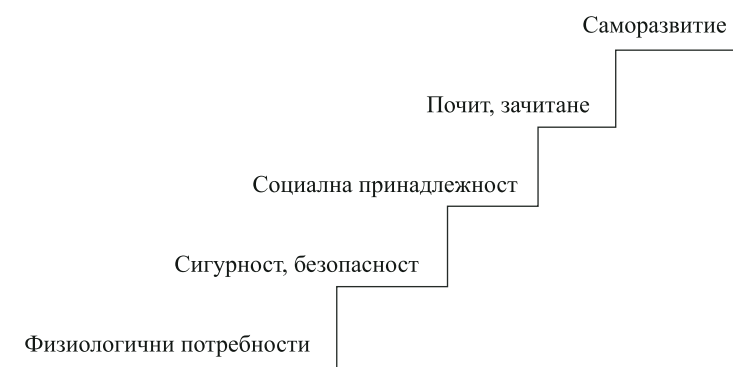 Саморазвитие
Почит, зачитане
Социална принадлежност
Сигурност, безопасност
Физиологични потребности